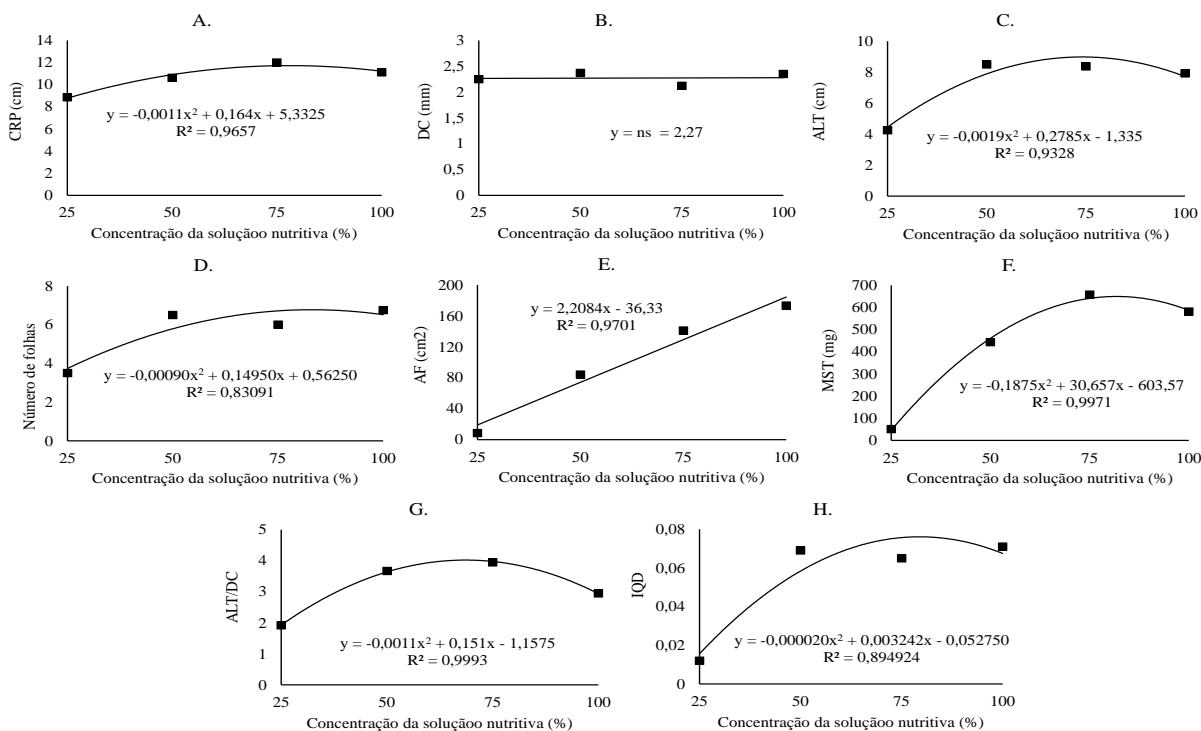 A.
CRP (cm)
14
12
10
8
6
4
2
0
y = -0,0011x² + 0,164x + 5,3325
R² = 0,9657
25 50 75 100
Concentração da soluçãoo nutritiva (%)
B.
DC (mm)
3
2,5
2
1,5
1
0,5
0
y = ns = 2,27
25 50 75 100
Concentração da soluçãoo nutritiva (%)
C.
ALT (cm)
10
8
6
4
2
0
y = -0,0019x² + 0,2785x - 1,335
R² = 0,9328
25 50 75 100
Concentração da soluçãoo nutritiva (%)
D.
Número de folhas
8
6
4
2
0
y = -0,00090x² + 0,14950x + 0,56250
R² = 0,83091
25 50 75 100
Concentração da soluçãoo nutritiva (%)
E.
AF (cm2)
200
160
120
80
40
0
y = 2,2084x - 36,33
R² = 0,9701
25 50 75 100
Concentração da soluçãoo nutritiva (%)
F.
MST (mg)
700
600
500
400
300
200
100
0
y = -0,1875x² + 30,657x - 603,57
R² = 0,9971
25 50 75 100
Concentração da soluçãoo nutritiva (%)
G.
ALT/DC
5
4
3
2
1
0
y = -0,0011x² + 0,151x - 1,1575
R² = 0,9993
25 50 75 100
Concentração da soluçãoo nutritiva (%)
H.
IQD
0,08
0,06
0,04
0,02
0,00
y = -0,000020x² + 0,003242x - 0,052750
R² = 0,894924
25 50 75 100
Concentração da soluçãoo nutritiva (%)